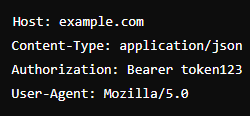 Host: example.com
Content-Type: application/json
Authorization: Bearer token123
User-Agent: Mozilla/5.0